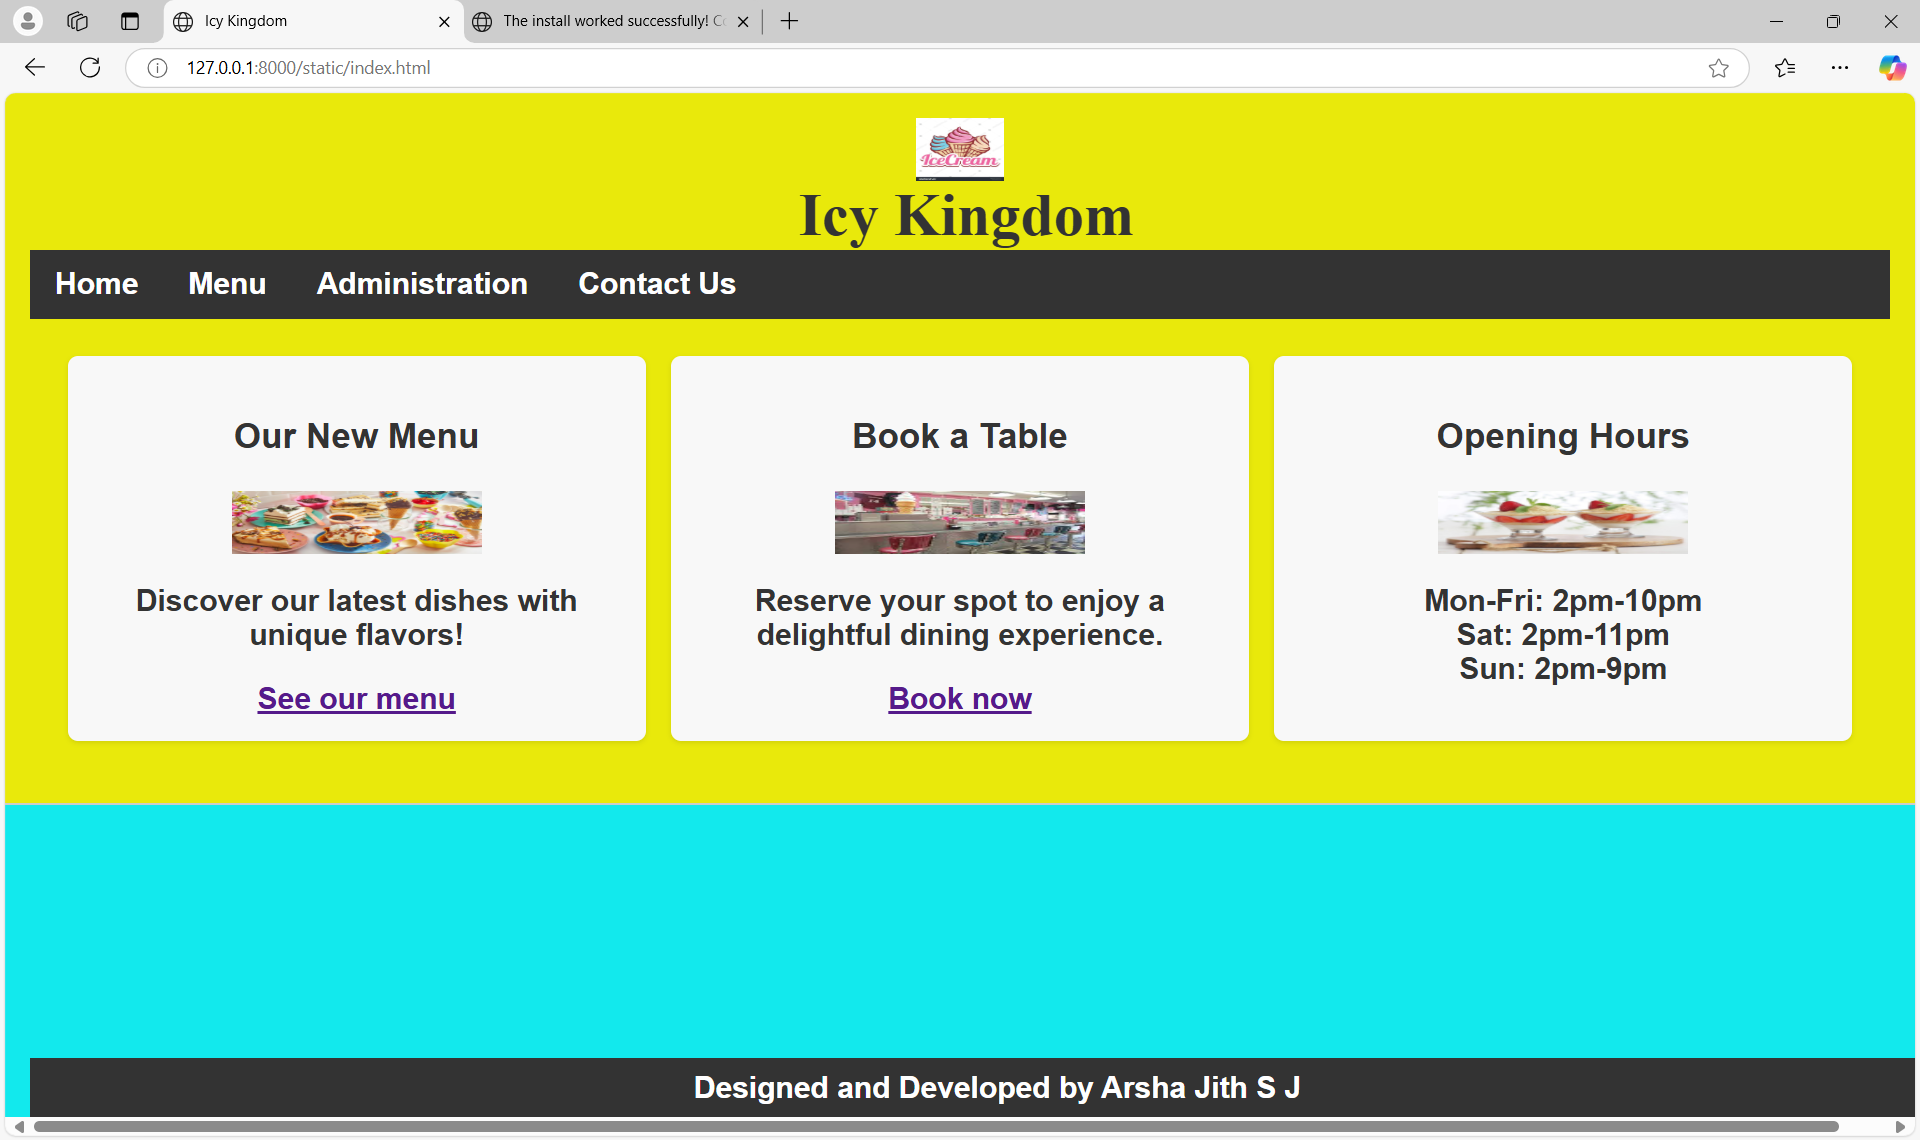 Icy Kingdom
The install worked successfully! C
127.0.0.1:8000/static/index.html
IceCream
Icy Kingdom
Home Menu Administration Contact Us
Our New Menu
Discover our latest dishes with
unique flavors!
See our menu
Book a Table
Reserve your spot to enjoy a
delightful dining experience.
Book now
Opening Hours
Mon-Fri: 2pm-10pm
Sat: 2pm-11pm
Sun: 2pm-9pm
Designed and Developed by Arsha Jith S J